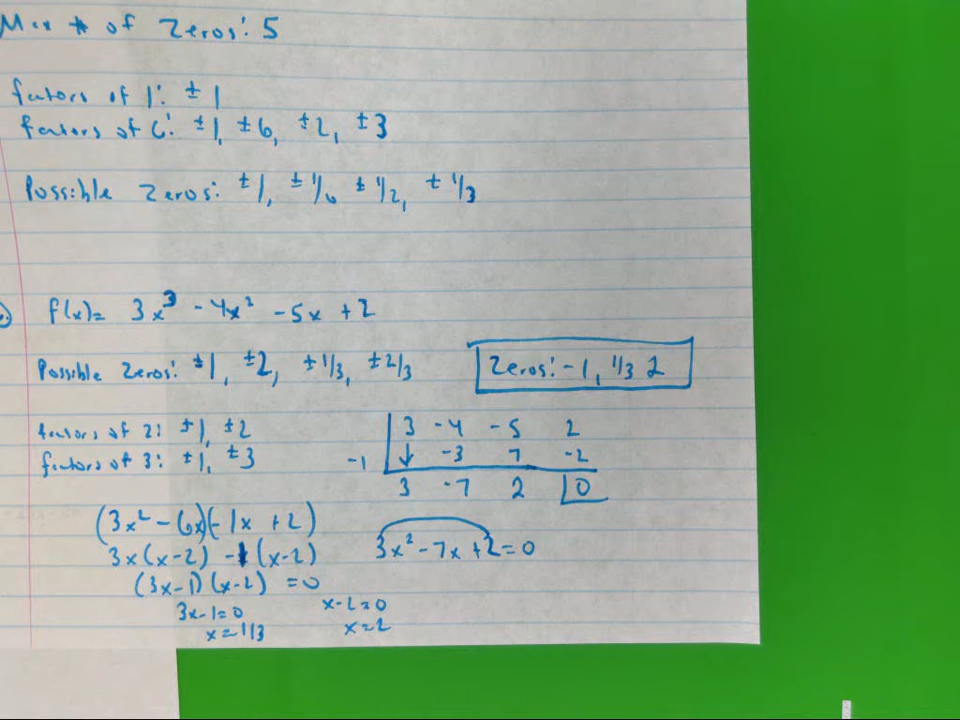 Max # of Zeros: 5
factors of 1: ± 1
factors of 6: ±1, ±6, ±2, ±3
Possible Zeros: ±1, ±1/6 ±1/2, ±1/3
f(x)= 3x³ - 4x² - 5x + 2
Possible Zeros: ±1, ±2, ±1/3, ±2/3
Zeros: -1, 1/3 2
factors of 2: ±1, ±2
factors of 3: ±1, ±3
3 -4 -5 2
-1 ↓ -3 7 -2
3 -7 2 0
(3x² - 6x)(-1x + 2)
3x(x-2) -1(x-2)
3x² - 7x + 2 = 0
(3x-1)(x-2) = 0
3x-1=0 x-2=0
x=1/3 x=2